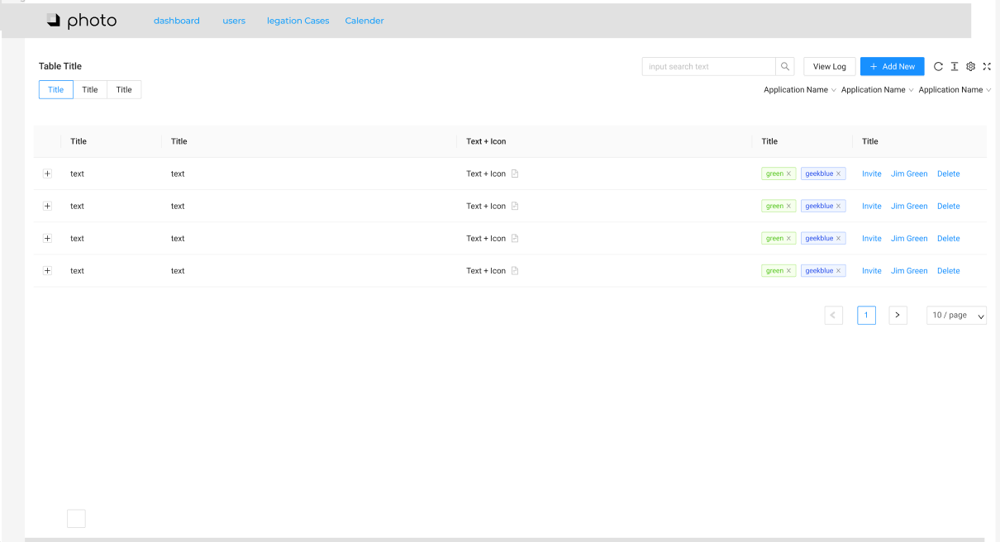 photo dashboard users legation Cases Calender
Table Title
input search text View Log + Add New
Title Title Title
Application Name Application Name Application Name
Title Title Text + Icon Title Title
text text Text + Icon green × geekblue × Invite Jim Green Delete
text text Text + Icon green × geekblue × Invite Jim Green Delete
text text Text + Icon green × geekblue × Invite Jim Green Delete
text text Text + Icon green × geekblue × Invite Jim Green Delete
< 1 > 10 / page